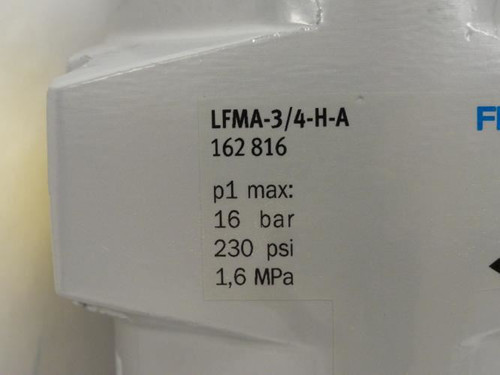 LFMA-3/4-H-A
162 816
p1 max:
16 bar
230 psi
1,6 MPa